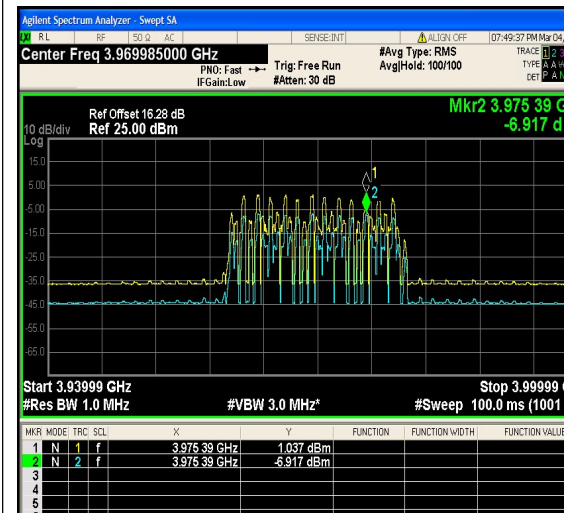 Agilent Spectrum Analyzer - Swept SA
RL RF 50 Ω AC SENSE:INT ALIGN OFF 07:49:37 PM Mar 04,
Center Freq 3.969985000 GHz #Avg Type: RMS TRACE 1 2 3
PNO: Fast Trig: Free Run Avg|Hold: 100/100 TYPE A A
IFGain:Low #Atten: 30 dB DET P A N
Mkr2 3.975 39 G
Ref Offset 16.28 dB
10 dB/div Ref 25.00 dBm -6.917 d
Log
15.0
5.00
-5.00
-15.0
-25.0
-35.0
-45.0
-55.0
-65.0
1
2
Start 3.93999 GHz Stop 3.99999
#Res BW 1.0 MHz #VBW 3.0 MHz* #Sweep 100.0 ms (1001
MKR MODE TRC SCL X Y FUNCTION FUNCTION WIDTH FUNCTION VALUE
1 N 1 f 3.975 39 GHz 1.037 dBm
2 N 2 f 3.975 39 GHz -6.917 dBm
3
4
5